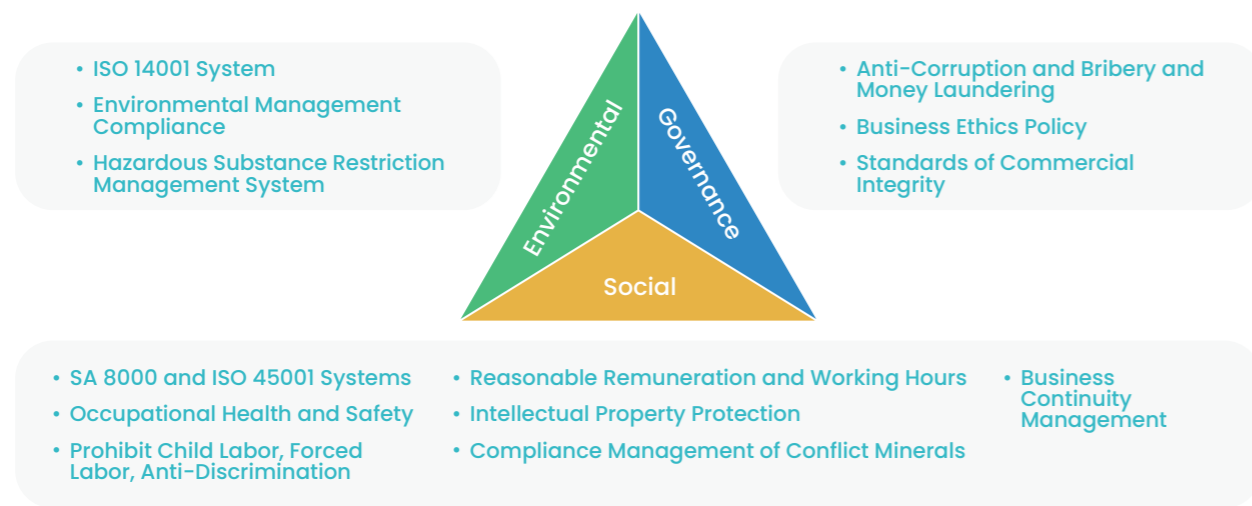 • ISO 14001 System
• Environmental Management
Compliance
• Hazardous Substance Restriction
Management System
Environmental
Governance
Social
• Anti-Corruption and Bribery and
Money Laundering
• Business Ethics Policy
• Standards of Commercial
Integrity
• SA 8000 and ISO 45001 Systems
• Occupational Health and Safety
• Prohibit Child Labor, Forced
Labor, Anti-Discrimination
• Reasonable Remuneration and Working Hours
• Intellectual Property Protection
• Compliance Management of Conflict Minerals
• Business
Continuity
Management